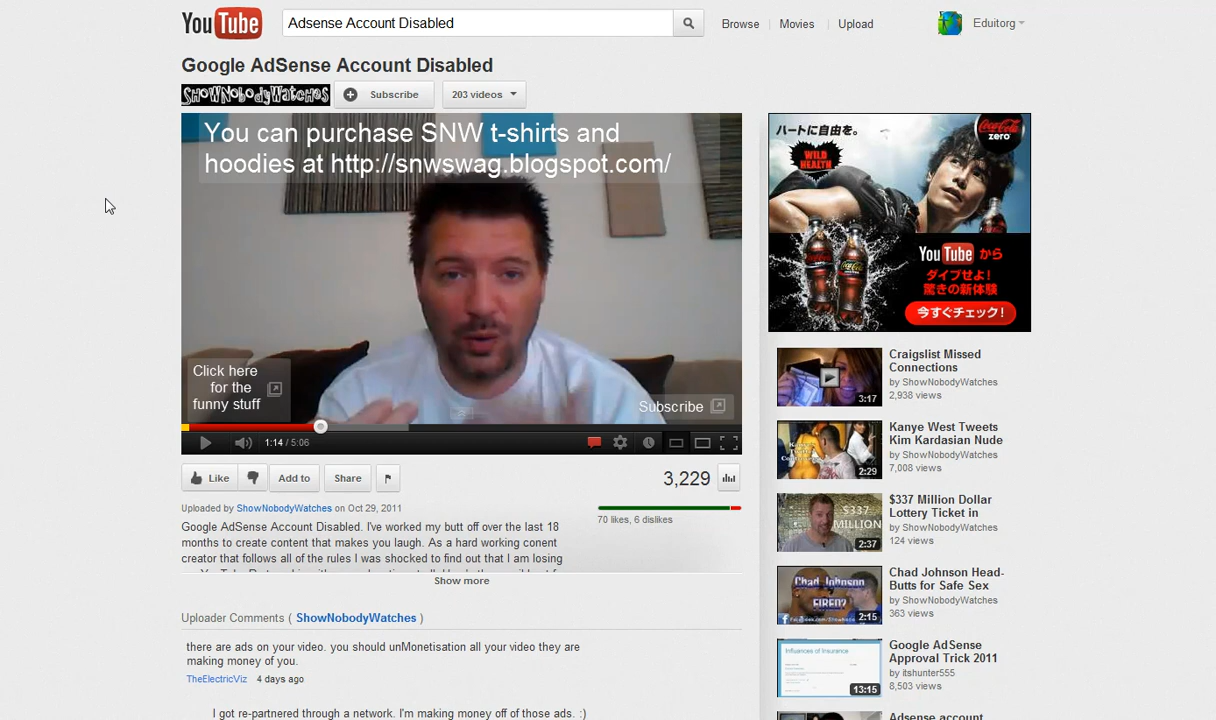 YouTube
Adsense Account Disabled
Browse
Movies
Upload
Eduitorg
Google AdSense Account Disabled
ShowNobodyWatches
Subscribe
203 videos
You can purchase SNW t-shirts and
hoodies at http://snwswag.blogspot.com/
Click here
for the
funny stuff
Subscribe
1:14 / 5:06
Like
Add to
Share
3,229
Uploaded by ShowNobodyWatches on Oct 29, 2011
70 likes, 6 dislikes
Google AdSense Account Disabled. I've worked my butt off over the last 18
months to create content that makes you laugh. As a hard working conent
creator that follows all of the rules I was shocked to find out that I am losing
Show more
Uploader Comments ( ShowNobodyWatches )
there are ads on your video. you should unMonetisation all your video they are
making money of you.
TheElectricViz 4 days ago
I got re-partnered through a network. I'm making money off of those ads. :)
ハートに自由を。
Coca-Cola
zero
WILD
HEALTH
YouTube から
ダイブせよ!
驚きの新体験
今すぐチェック!
3:17
Craigslist Missed
Connections
by ShowNobodyWatches
2,938 views
2:29
Kanye West Tweets
Kim Kardasian Nude
by ShowNobodyWatches
7,008 views
$337
MILLION
2:37
$337 Million Dollar
Lottery Ticket in
by ShowNobodyWatches
124 views
Chad Johnson
FIRED?
2:15
Chad Johnson Head-
Butts for Safe Sex
by ShowNobodyWatches
363 views
Influences of Insurance
13:15
Google AdSense
Approval Trick 2011
by itshunter555
8,503 views
Adsense account